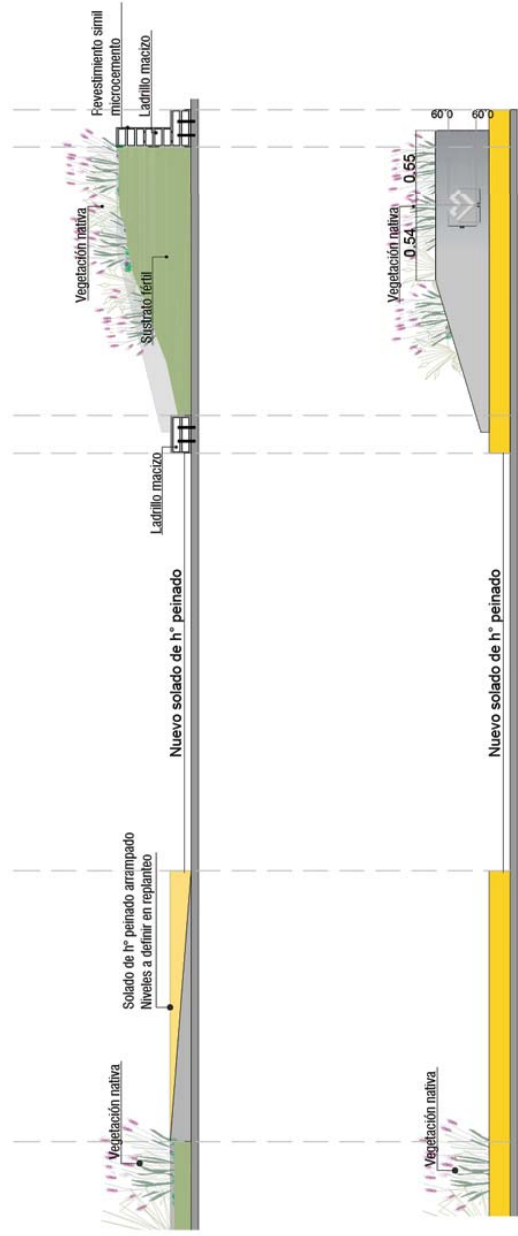 Vegetación nativa
Solado de h° peinado arrampado
Niveles a definir en replanteo
Nuevo solado de h° peinado
Ladrillo macizo
Vegetación nativa
Sustrato fértil
Revestimiento símil
microcemento
Ladrillo macizo
Vegetación nativa
Nuevo solado de h° peinado
Vegetación nativa
0.54
0.55
0.09
0.09